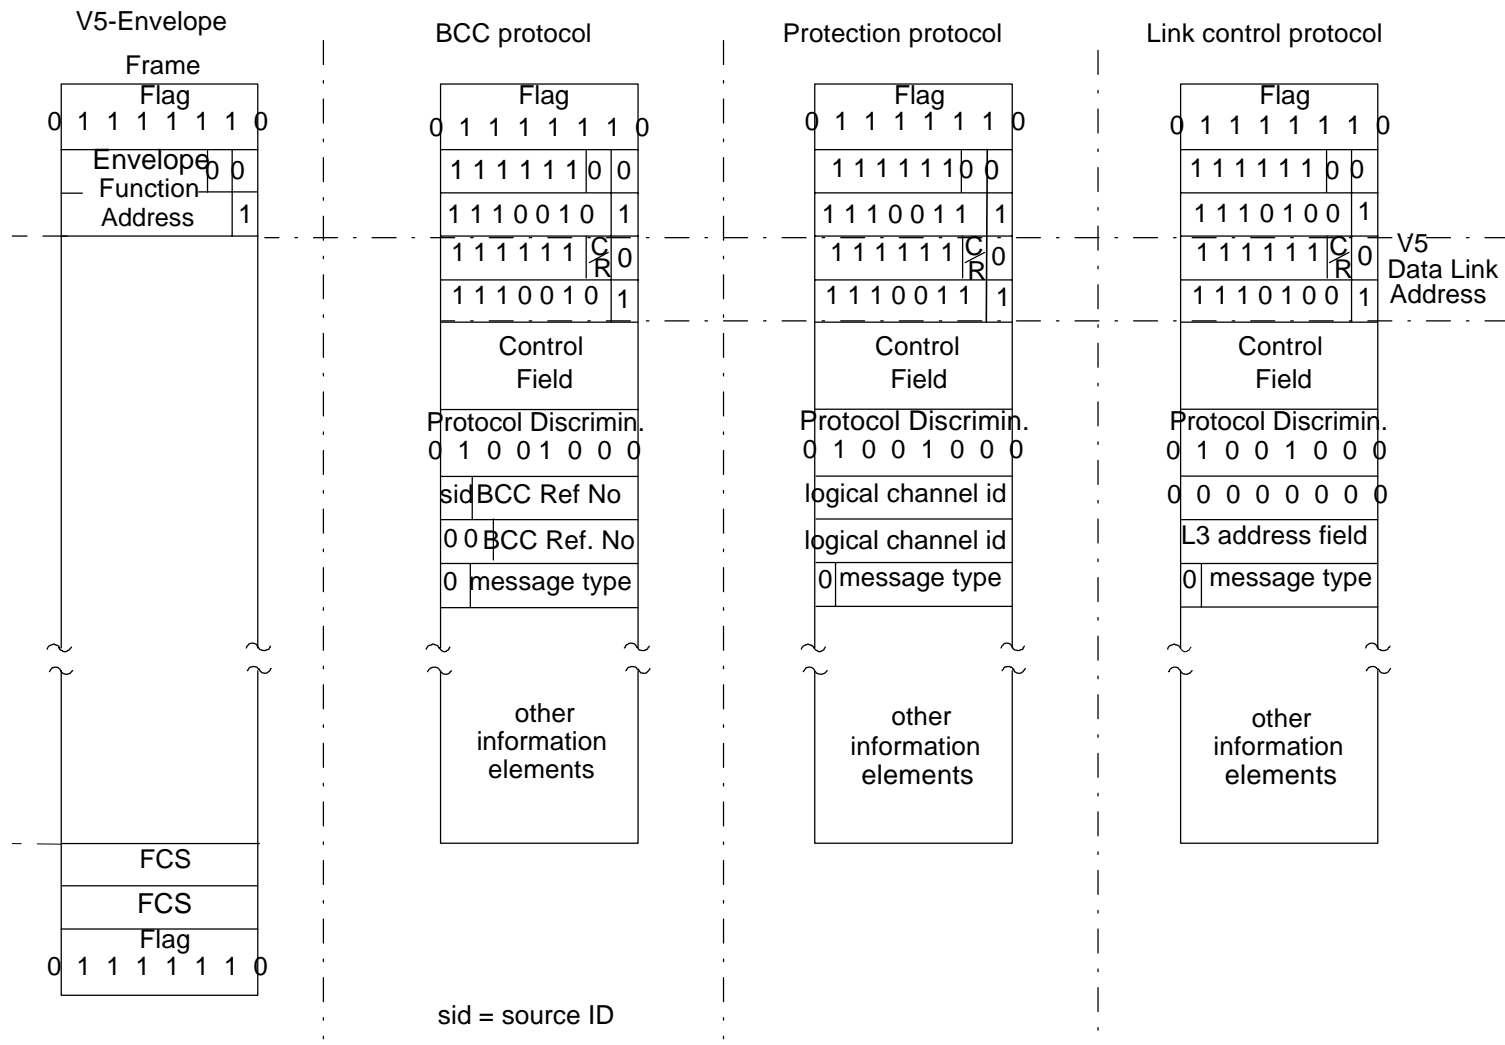 V5-Envelope
Frame
Flag
0 1 1 1 1 1 1 0
Envelope 0 0
Function
Address 1
FCS
FCS
Flag
0 1 1 1 1 1 1 0
BCC protocol
Flag
0 1 1 1 1 1 1 0
1 1 1 1 1 1 0 0
1 1 1 0 0 1 0 1
1 1 1 1 1 1 C/R 0
1 1 1 0 0 1 0 1
Control
Field
Protocol Discrimin.
0 1 0 0 1 0 0 0
sid BCC Ref No
0 0 BCC Ref. No
0 message type
other
information
elements
sid = source ID
Protection protocol
Flag
0 1 1 1 1 1 1 0
1 1 1 1 1 1 0 0
1 1 1 0 0 1 1 1
1 1 1 1 1 1 C/R 0
1 1 1 0 0 1 1 1
Control
Field
Protocol Discrimin.
0 1 0 0 1 0 0 0
logical channel id
logical channel id
0 message type
other
information
elements
Link control protocol
Flag
0 1 1 1 1 1 1 0
1 1 1 1 1 1 0 0
1 1 1 0 1 0 0 1
1 1 1 1 1 1 C/R 0
1 1 1 0 1 0 0 1
Control
Field
Protocol Discrimin.
0 1 0 0 1 0 0 0
0 0 0 0 0 0 0 0
L3 address field
0 message type
other
information
elements
V5
Data Link
Address